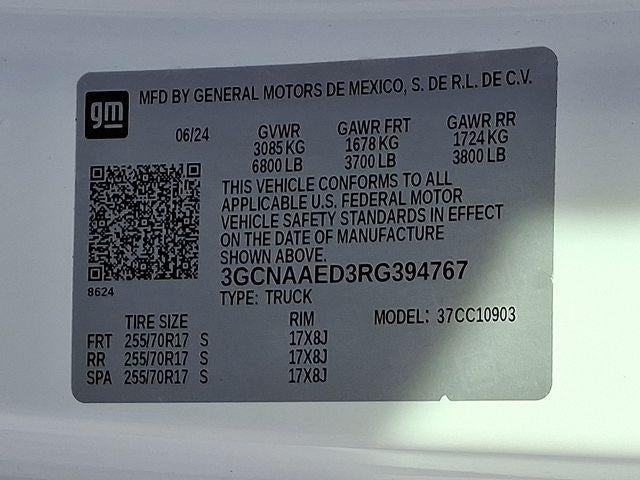 gm MFD BY GENERAL MOTORS DE MEXICO, S. DE R.L. DE C.V.
06/24 GVWR GAWR FRT GAWR RR
3085 KG 1678 KG 1724 KG
6800 LB 3700 LB 3800 LB
THIS VEHICLE CONFORMS TO ALL
APPLICABLE U.S. FEDERAL MOTOR
VEHICLE SAFETY STANDARDS IN EFFECT
ON THE DATE OF MANUFACTURE
SHOWN ABOVE.
3GCNAAED3RG394767
8624
TYPE: TRUCK
TIRE SIZE RIM MODEL: 37CC10903
FRT 255/70R17 S 17X8J
RR 255/70R17 S 17X8J
SPA 255/70R17 S 17X8J